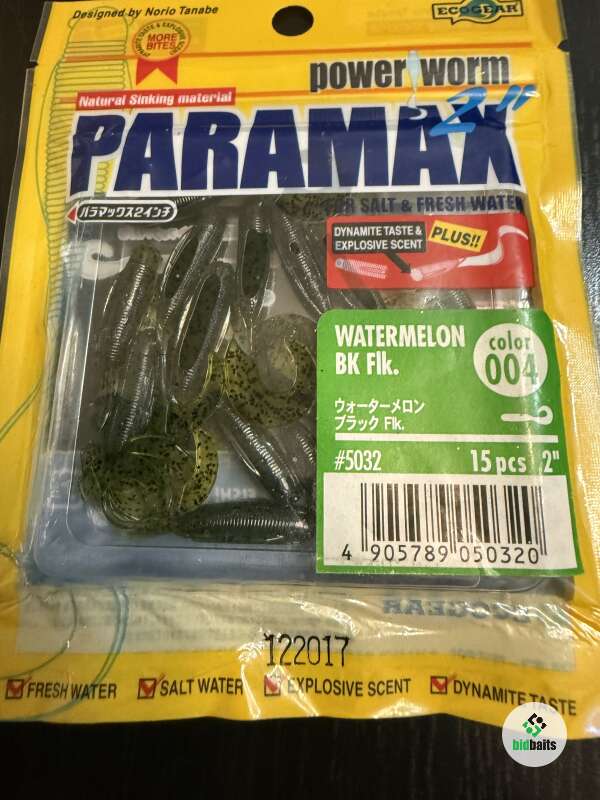 Designed by Norio Tanabe
ECOGEAR
MORE
BITES
power worm
Natural Sinking material
2"
PARAMAX
パラマックス2インチ
FOR SALT & FRESH WATER
DYNAMITE TASTE &
EXPLOSIVE SCENT
PLUS!!
WATERMELON
BK Flk.
color
004
ウォーターメロン
ブラック Flk.
#5032
15 pcs 2"
4 905789 050320
ECOGEAR
122017
FRESH WATER
SALT WATER
EXPLOSIVE SCENT
DYNAMITE TASTE
bidbaits